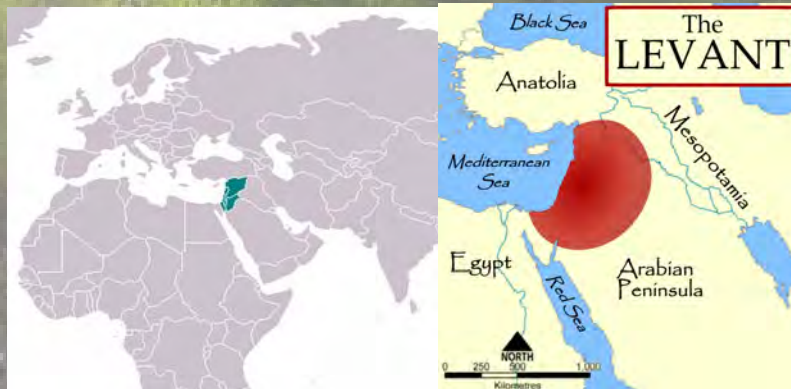 Black Sea
The
LEVANT
Anatolia
Mesopotamia
Mediterranean
Sea
Egypt
Red Sea
Arabian
Peninsula
NORTH
0 250 500 1,000
Kilometres